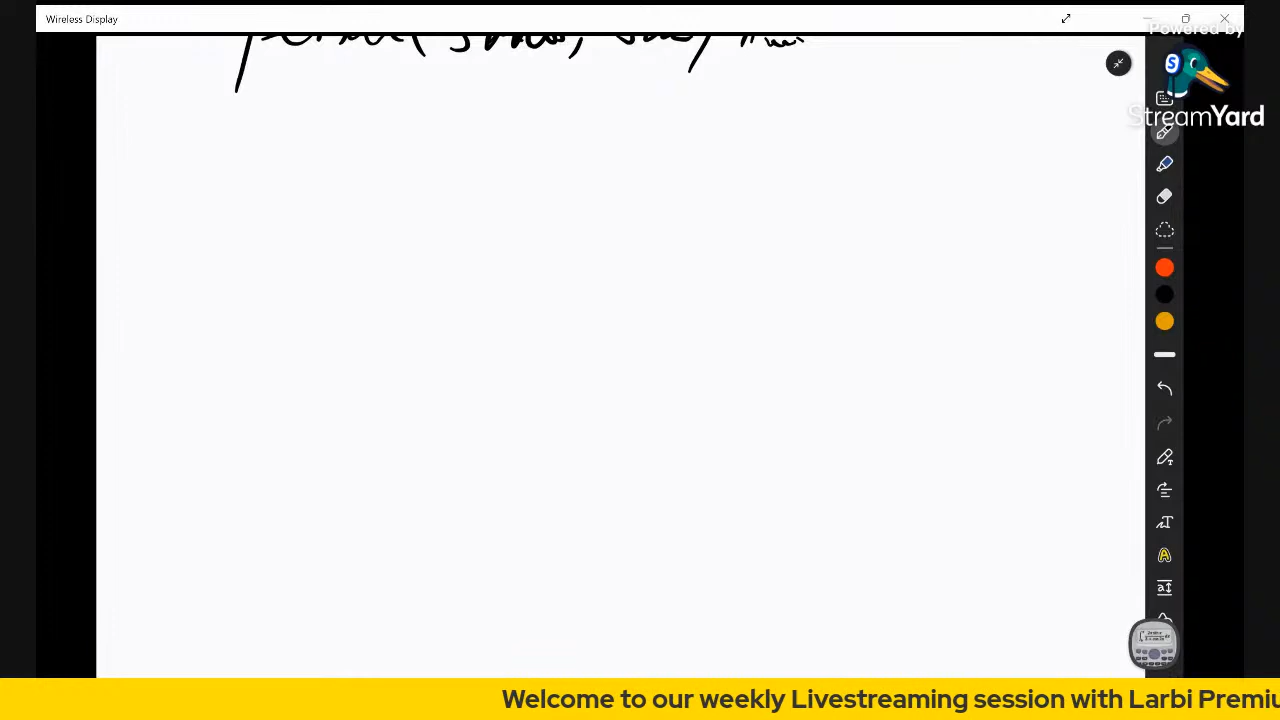 Wireless Display
Powered by
StreamYard
Welcome to our weekly Livestreaming session with Larbi Premiu